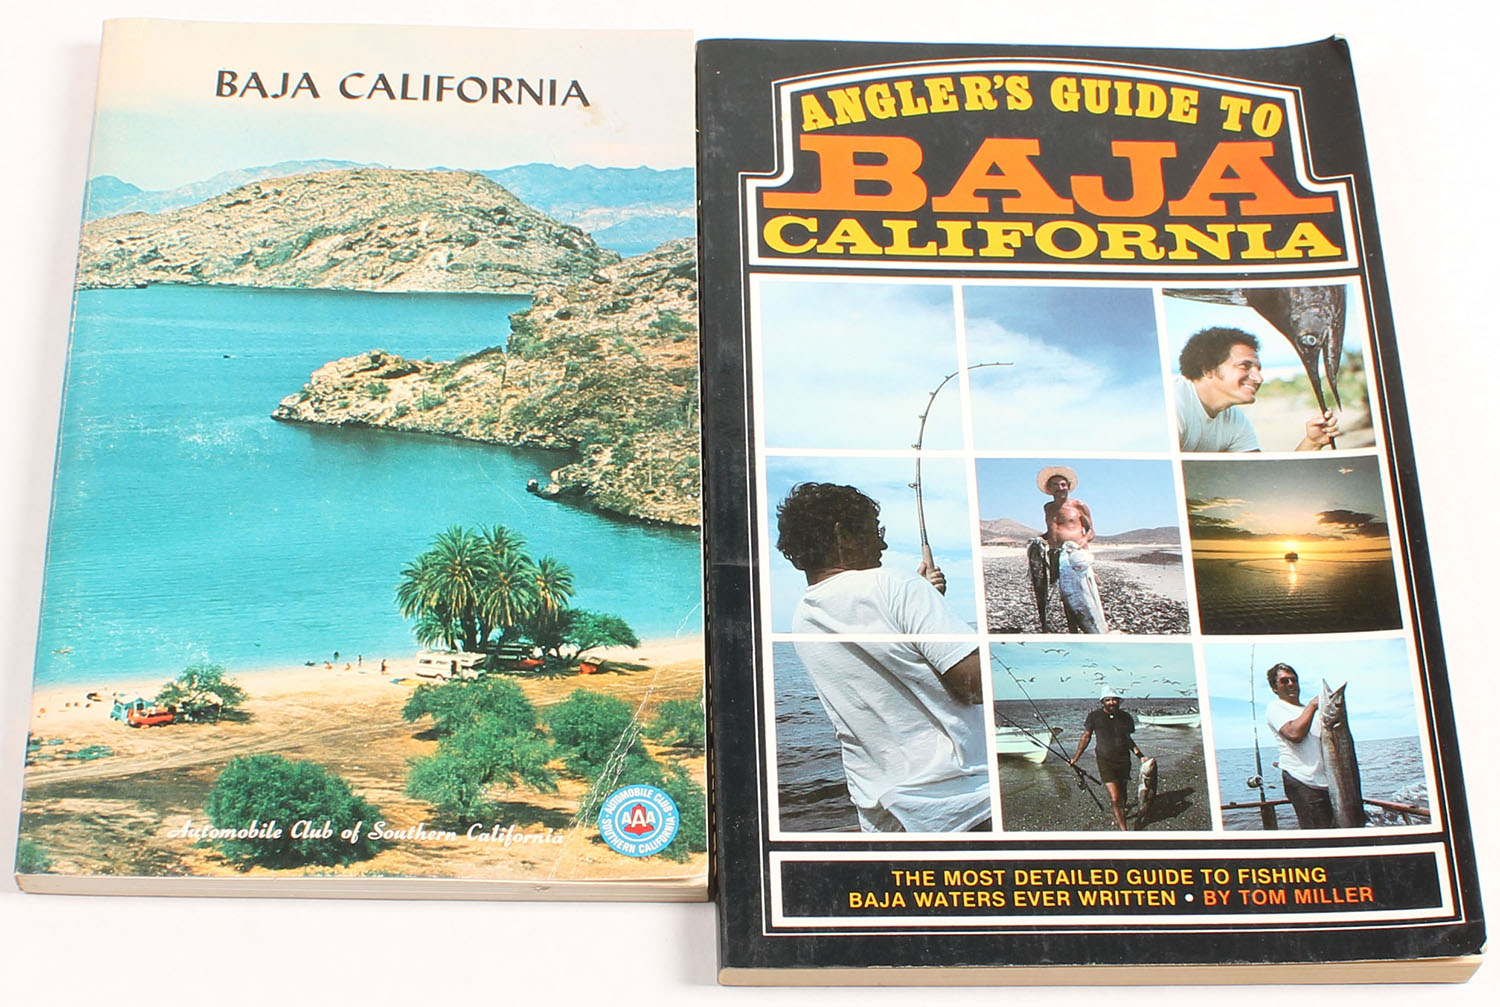 BAJA CALIFORNIA
Automobile Club of Southern California
AUTOMOBILE CLUB
AAA
SOUTHERN CALIFORNIA
ANGLER'S GUIDE TO
BAJA
CALIFORNIA
THE MOST DETAILED GUIDE TO FISHING
BAJA WATERS EVER WRITTEN • BY TOM MILLER